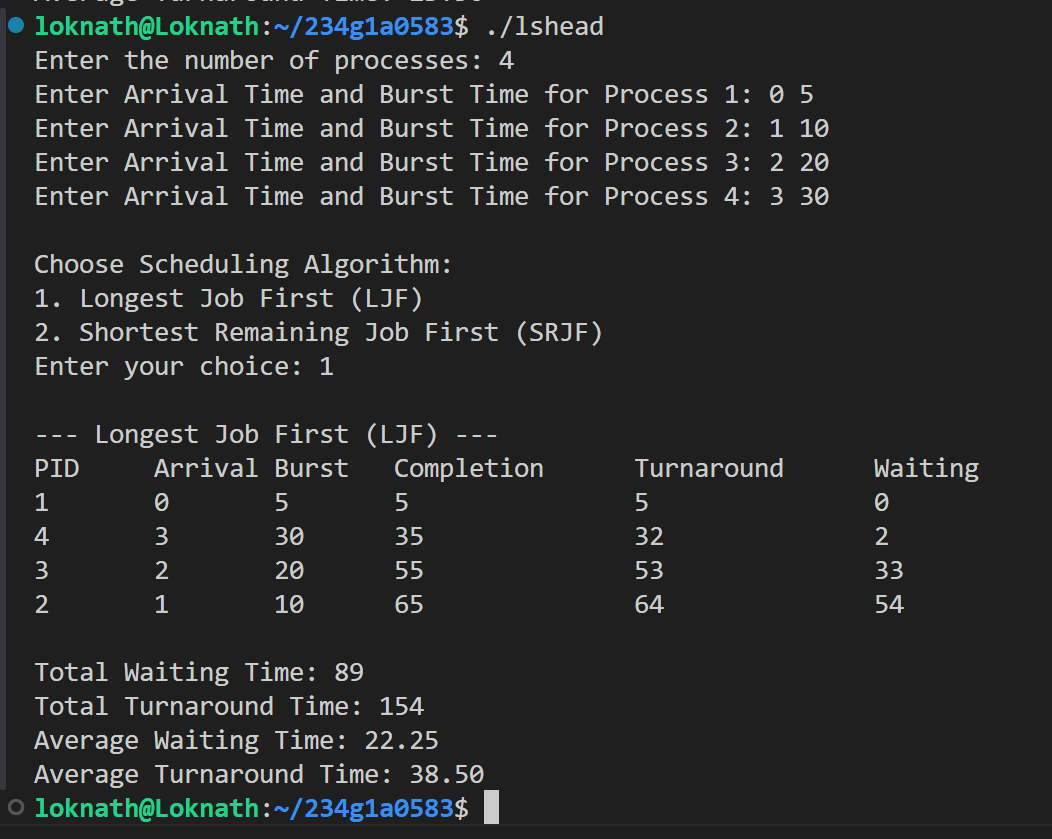 Average Turnaround Time:
loknath@Loknath:~/234g1a0583$ ./lshead
Enter the number of processes: 4
Enter Arrival Time and Burst Time for Process 1: 0 5
Enter Arrival Time and Burst Time for Process 2: 1 10
Enter Arrival Time and Burst Time for Process 3: 2 20
Enter Arrival Time and Burst Time for Process 4: 3 30
Choose Scheduling Algorithm:
1. Longest Job First (LJF)
2. Shortest Remaining Job First (SRJF)
Enter your choice: 1
--- Longest Job First (LJF) ---
PID Arrival Burst Completion Turnaround Waiting
1 0 5 5 5 0
4 3 30 35 32 2
3 2 20 55 53 33
2 1 10 65 64 54
Total Waiting Time: 89
Total Turnaround Time: 154
Average Waiting Time: 22.25
Average Turnaround Time: 38.50
loknath@Loknath:~/234g1a0583$